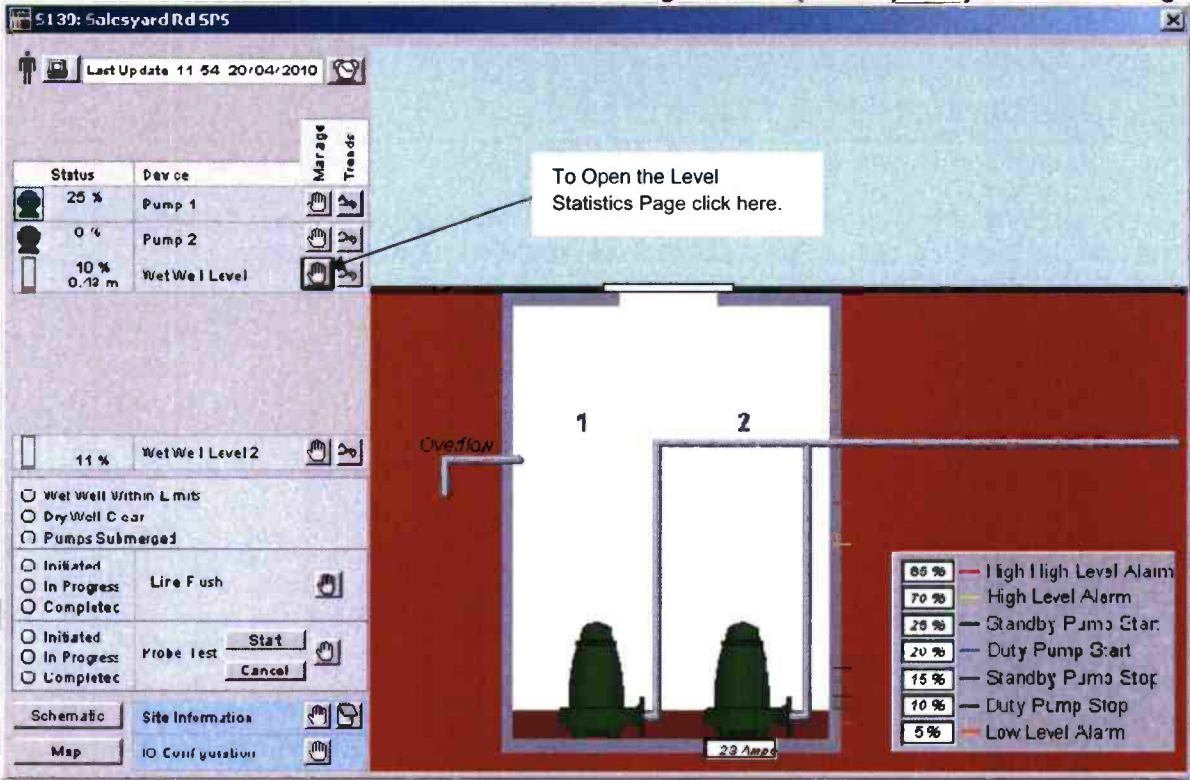 S139: Salesyard Rd SPS
Last Update 11 54 20/04/2010
Manage
Trends
Status Device
25 % Pump 1
0 % Pump 2
10 % Wet Well Level
0.43 m
To Open the Level
Statistics Page click here.
1
2
Overflow
11 % Wet Well Level 2
Wet Well Within Limits
Dry Well Clear
Pumps Submerged
Initiated
In Progress
Completed
Line Flush
Initiated
In Progress
Completed
Probe Test
Start
Cancel
Schematic
Site Information
Map
IO Configuration
23 Amps
85 % High High Level Alarm
70 % High Level Alarm
25 % Standby Pump Start
20 % Duty Pump Start
15 % Standby Pump Stop
10 % Duty Pump Stop
5 % Low Level Alarm